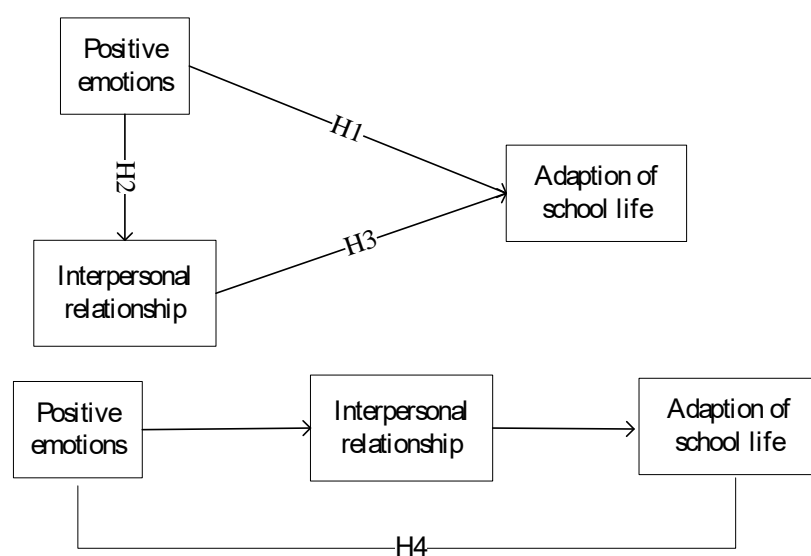 Positive
emotions
H1
H2
Adaption of
school life
H3
Interpersonal
relationship
Positive
emotions
Interpersonal
relationship
Adaption of
school life
H4